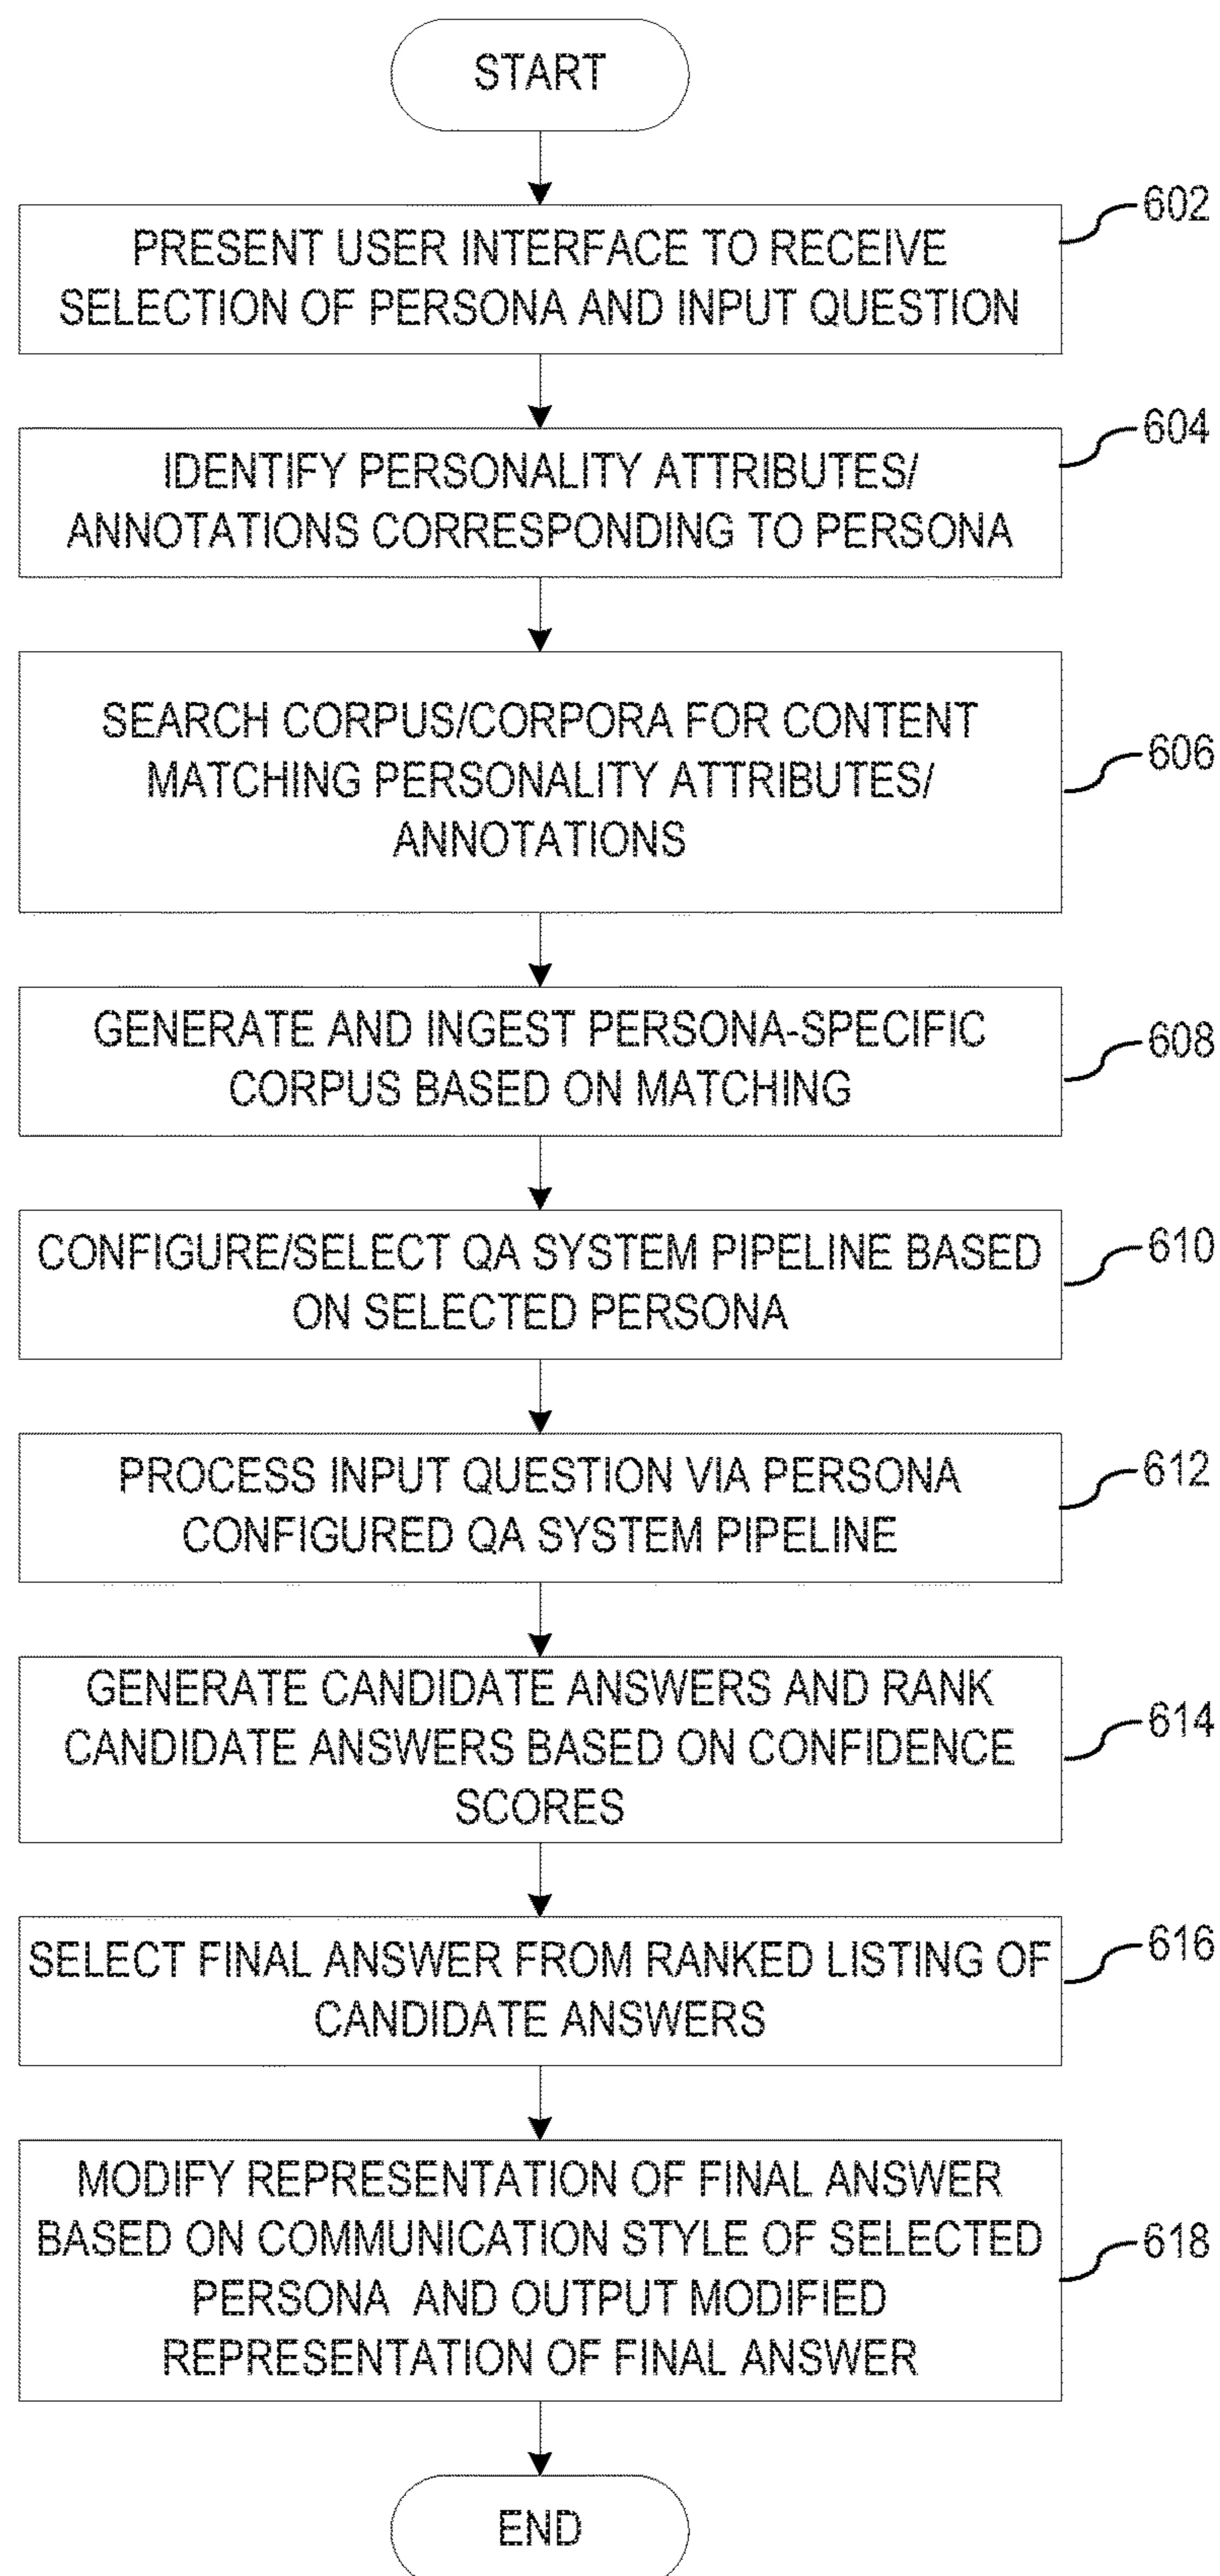 START
602
PRESENT USER INTERFACE TO RECEIVE
SELECTION OF PERSONA AND INPUT QUESTION
604
IDENTIFY PERSONALITY ATTRIBUTES/
ANNOTATIONS CORRESPONDING TO PERSONA
606
SEARCH CORPUS/CORPORA FOR CONTENT
MATCHING PERSONALITY ATTRIBUTES/
ANNOTATIONS
608
GENERATE AND INGEST PERSONA-SPECIFIC
CORPUS BASED ON MATCHING
610
CONFIGURE/SELECT QA SYSTEM PIPELINE BASED
ON SELECTED PERSONA
612
PROCESS INPUT QUESTION VIA PERSONA
CONFIGURED QA SYSTEM PIPELINE
614
GENERATE CANDIDATE ANSWERS AND RANK
CANDIDATE ANSWERS BASED ON CONFIDENCE
SCORES
616
SELECT FINAL ANSWER FROM RANKED LISTING OF
CANDIDATE ANSWERS
618
MODIFY REPRESENTATION OF FINAL ANSWER
BASED ON COMMUNICATION STYLE OF SELECTED
PERSONA AND OUTPUT MODIFIED
REPRESENTATION OF FINAL ANSWER
END